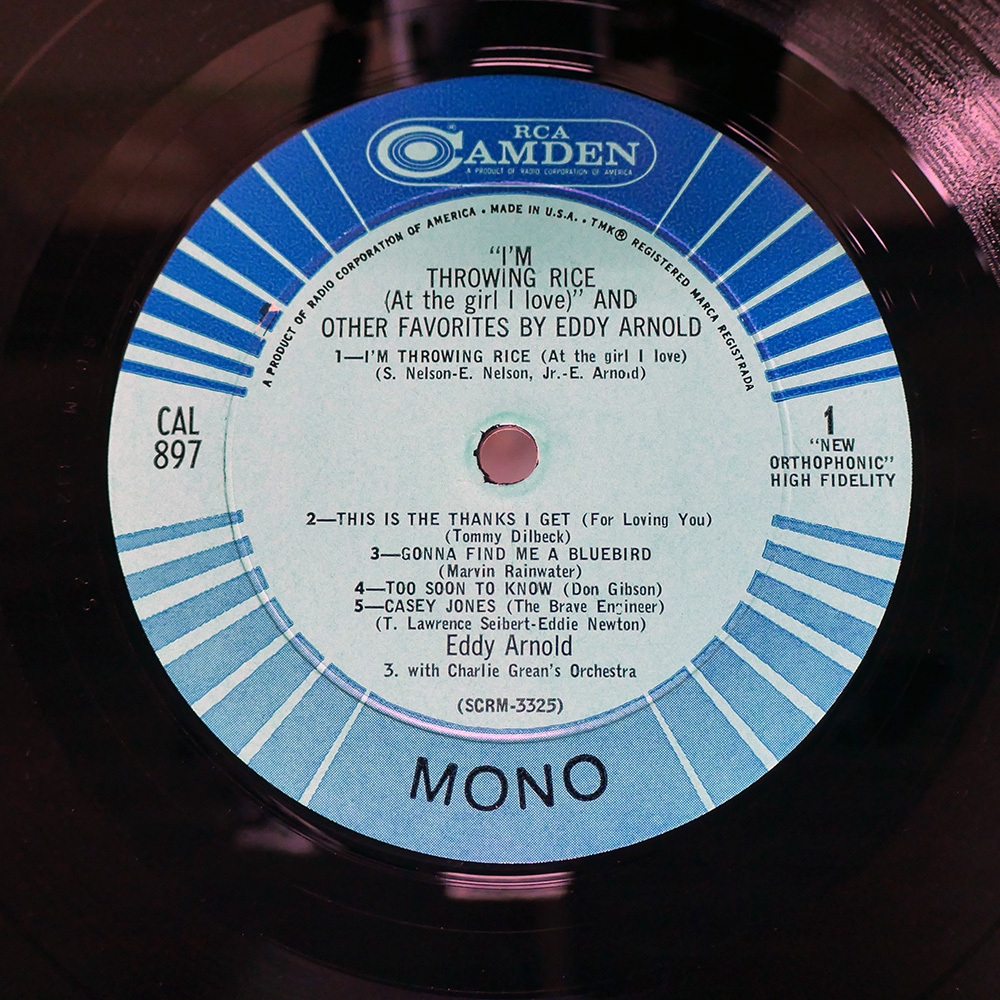 RCA
CAMDEN
A PRODUCT OF RADIO CORPORATION OF AMERICA
A PRODUCT OF RADIO CORPORATION OF AMERICA • MADE IN U.S.A. • TMK® REGISTERED MARCA REGISTRADA
"I'M
THROWING RICE
(At the girl I love)" AND
OTHER FAVORITES BY EDDY ARNOLD
1—I'M THROWING RICE (At the girl I love)
(S. Nelson-E. Nelson, Jr.-E. Arnold)
CAL
897
1
"NEW
ORTHOPHONIC"
HIGH FIDELITY
2—THIS IS THE THANKS I GET (For Loving You)
(Tommy Dilbeck)
3—GONNA FIND ME A BLUEBIRD
(Marvin Rainwater)
4—TOO SOON TO KNOW (Don Gibson)
5—CASEY JONES (The Brave Engineer)
(T. Lawrence Seibert-Eddie Newton)
Eddy Arnold
3. with Charlie Grean's Orchestra
(SCRM-3325)
MONO